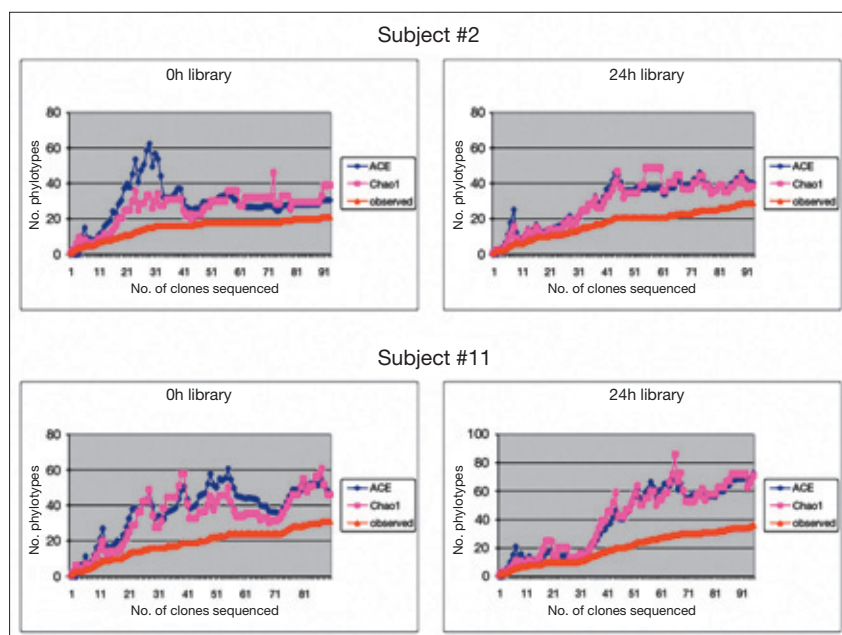 Subject #2
0h library
No. phylotypes
80
60
40
20
0
1 11 21 31 41 51 61 71 81 91
No. of clones sequenced
ACE
Chao1
observed
24h library
No. phylotypes
80
60
40
20
0
1 11 21 31 41 51 61 71 81 91
No. of clones sequenced
ACE
Chao1
observed
Subject #11
0h library
No. phylotypes
80
60
40
20
0
1 11 21 31 41 51 61 71 81
No. of clones sequenced
ACE
Chao1
observed
24h library
No. phylotypes
100
80
60
40
20
0
1 11 21 31 41 51 61 71 81 91
No. of clones sequenced
ACE
Chao1
observed